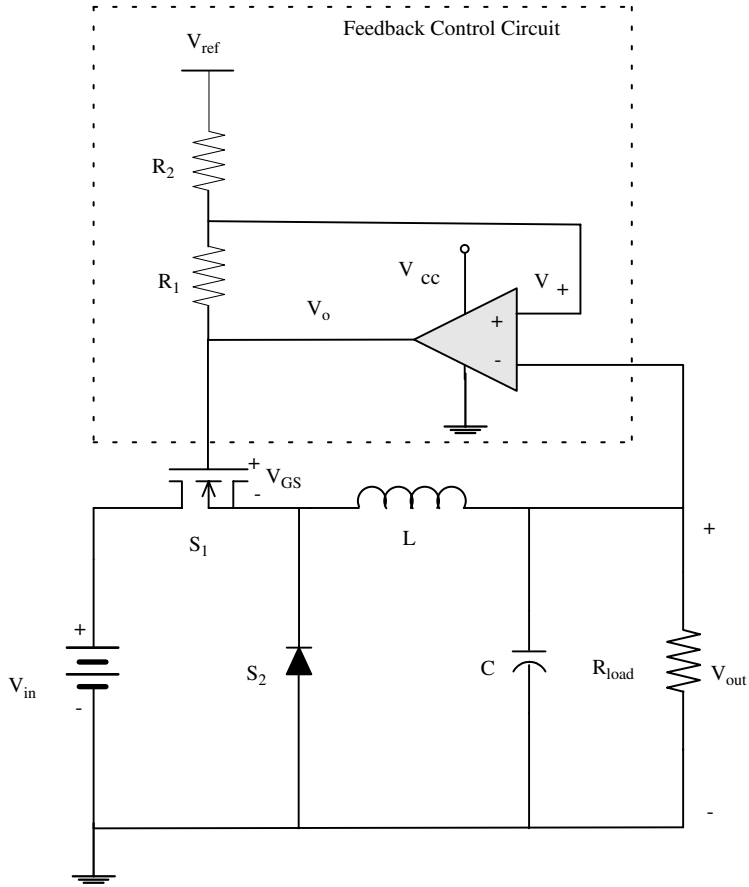 Feedback Control Circuit
V_ref
R_2
R_1
V_cc
V_+
V_o
+
-
+
V_GS
-
S_1
L
+
+
V_in
-
S_2
C
R_load
V_out
-